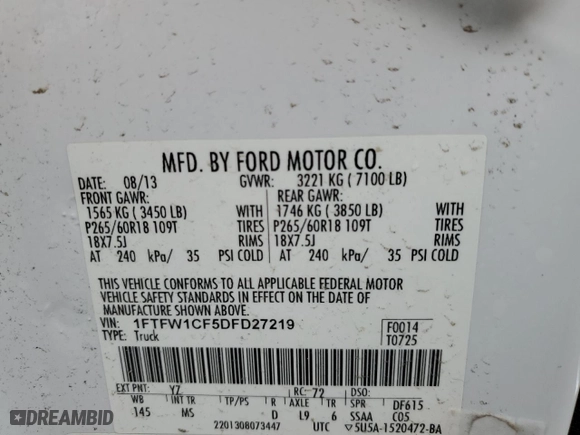 MFD. BY FORD MOTOR CO.
DATE: 08/13 GVWR: 3221 KG ( 7100 LB)
FRONT GAWR: REAR GAWR:
1565 KG ( 3450 LB) WITH 1746 KG ( 3850 LB) WITH
P265/60R18 109T TIRES P265/60R18 109T TIRES
18X7.5J RIMS 18X7.5J RIMS
AT 240 kPa/ 35 PSI COLD AT 240 kPa/ 35 PSI COLD
THIS VEHICLE CONFORMS TO ALL APPLICABLE FEDERAL MOTOR
VEHICLE SAFETY STANDARDS IN EFFECT ON THE DATE OF
MANUFACTURE SHOWN ABOVE.
VIN: 1FTFW1CF5DFD27219 F0014
TYPE: Truck T0725
EXT PNT: YZ RC: 72 DSO:
WB INT TR TP/PS R AXLE TR SPR DF615
145 MS D L9 6 SSAA C05
2201308073447 UTC ▽5U5A-1520472-BA
DREAMBID
DREAMBID